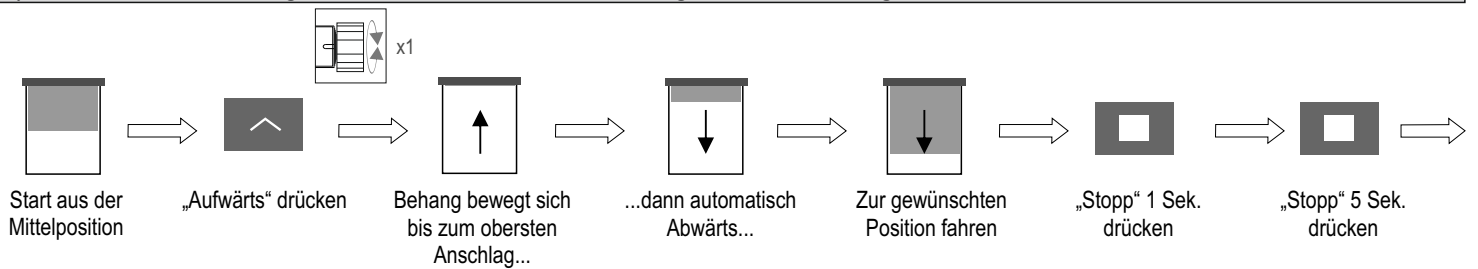 x1
Start aus der
Mittelposition
„Aufwärts“ drücken
Behang bewegt sich
bis zum obersten
Anschlag...
...dann automatisch
Abwärts...
Zur gewünschten
Position fahren
„Stopp“ 1 Sek.
drücken
„Stopp“ 5 Sek.
drücken